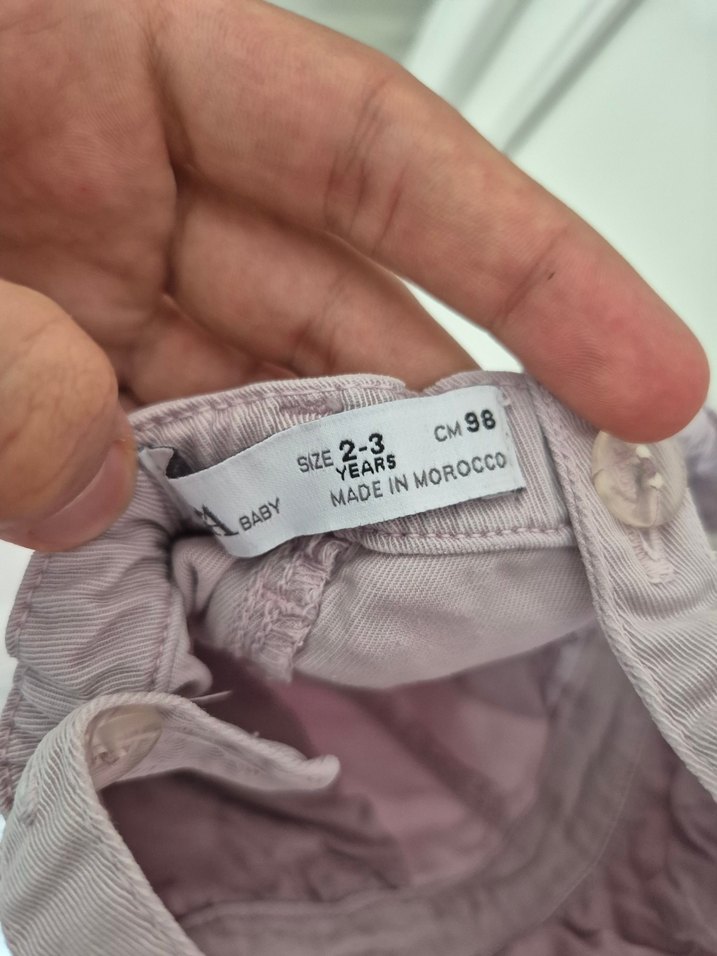 BABY
SIZE 2-3 YEARS
CM 98
MADE IN MOROCCO